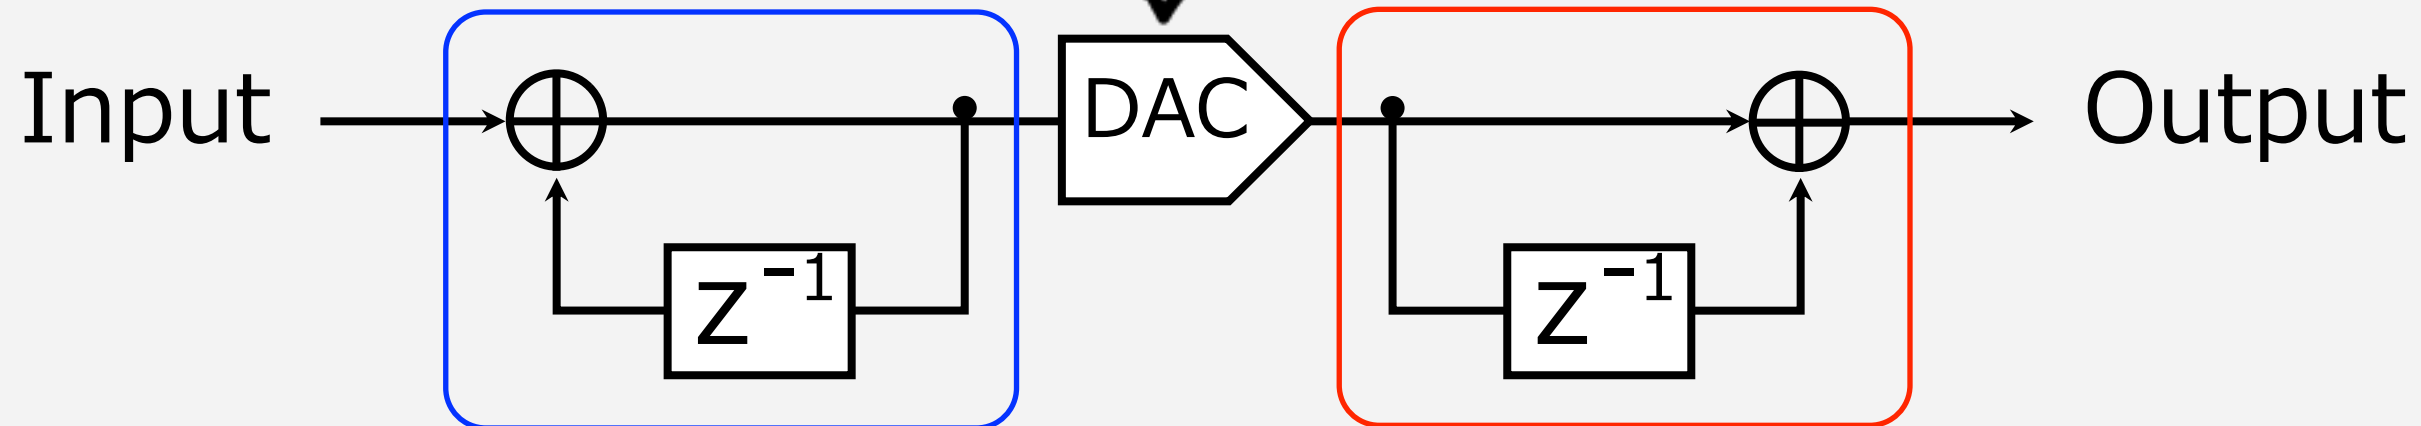 Input
DAC
Output
z⁻¹
z⁻¹